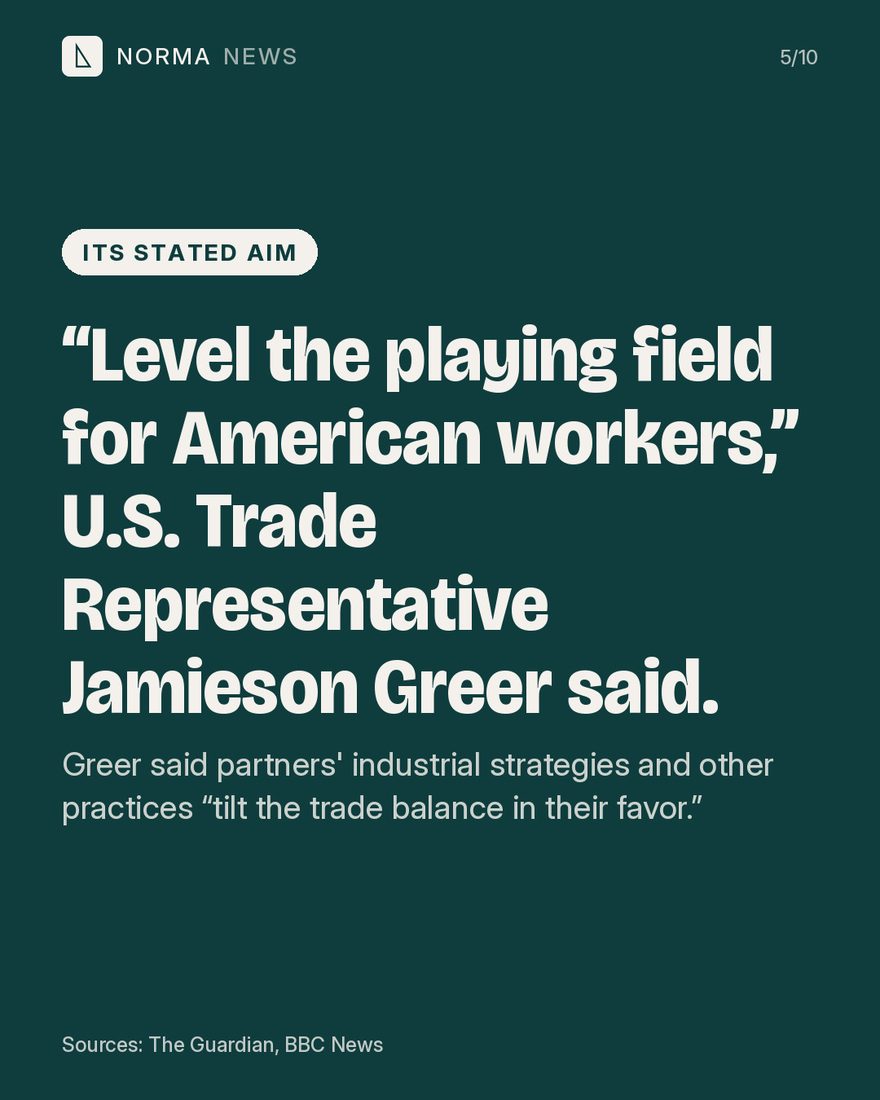 NORMA NEWS
5/10
ITS STATED AIM
“Level the playing field
for American workers,”
U.S. Trade
Representative
Jamieson Greer said.
Greer said partners' industrial strategies and other
practices “tilt the trade balance in their favor.”
Sources: The Guardian, BBC News